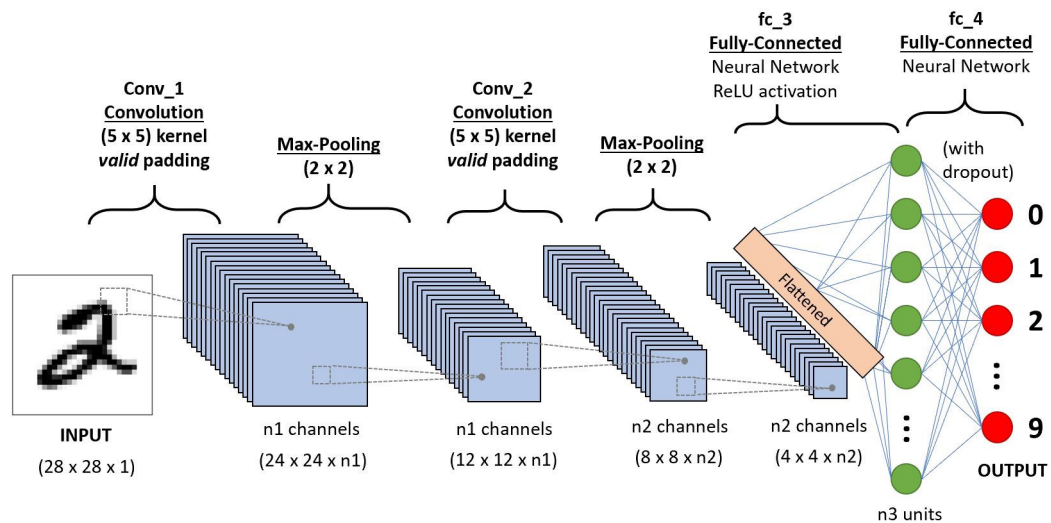 Conv_1
Convolution
(5 x 5) kernel
valid padding
Max-Pooling
(2 x 2)
Conv_2
Convolution
(5 x 5) kernel
valid padding
Max-Pooling
(2 x 2)
fc_3
Fully-Connected
Neural Network
ReLU activation
fc_4
Fully-Connected
Neural Network
(with
dropout)
Flattened
0
1
2
...
9
OUTPUT
...
n3 units
2
INPUT
(28 x 28 x 1)
n1 channels
(24 x 24 x n1)
n1 channels
(12 x 12 x n1)
n2 channels
(8 x 8 x n2)
n2 channels
(4 x 4 x n2)